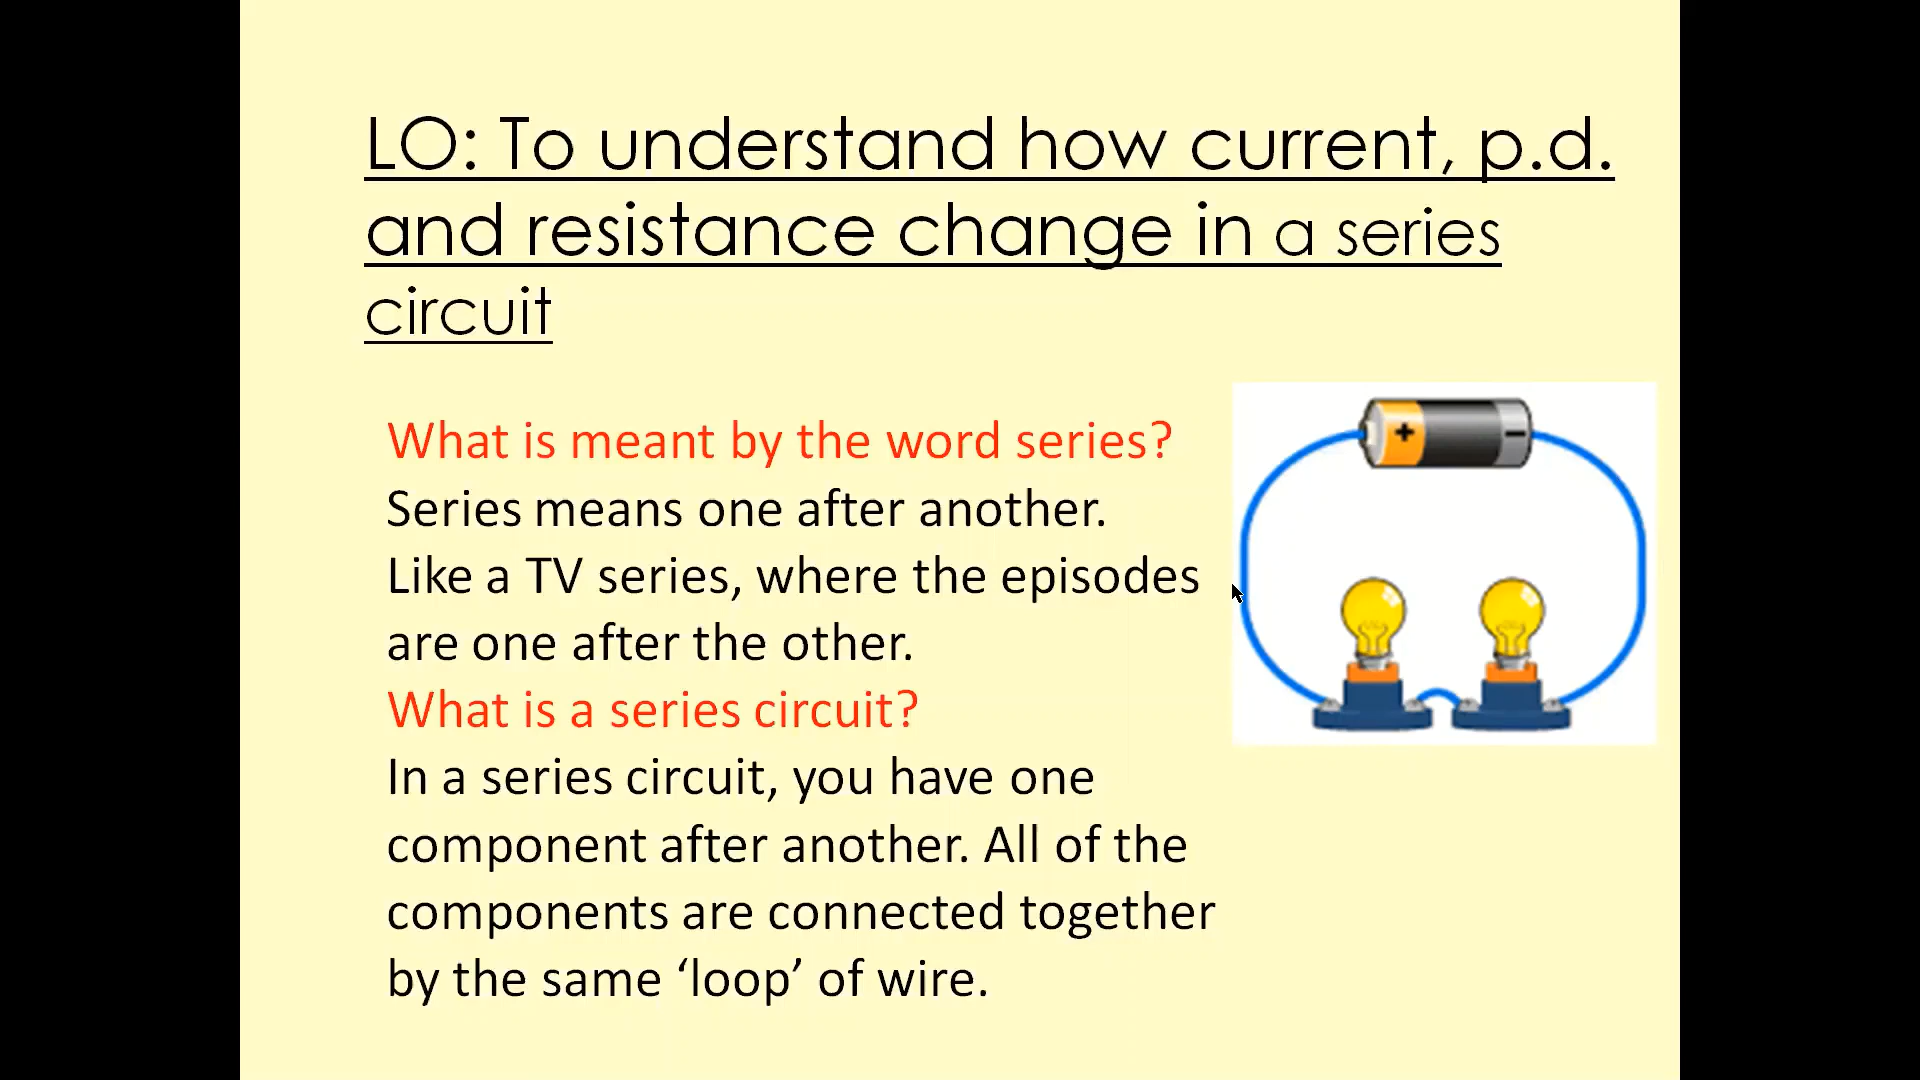 LO: To understand how current, p.d.
and resistance change in a series
circuit
What is meant by the word series?
Series means one after another.
Like a TV series, where the episodes
are one after the other.
What is a series circuit?
In a series circuit, you have one
component after another. All of the
components are connected together
by the same ‘loop’ of wire.
+ −